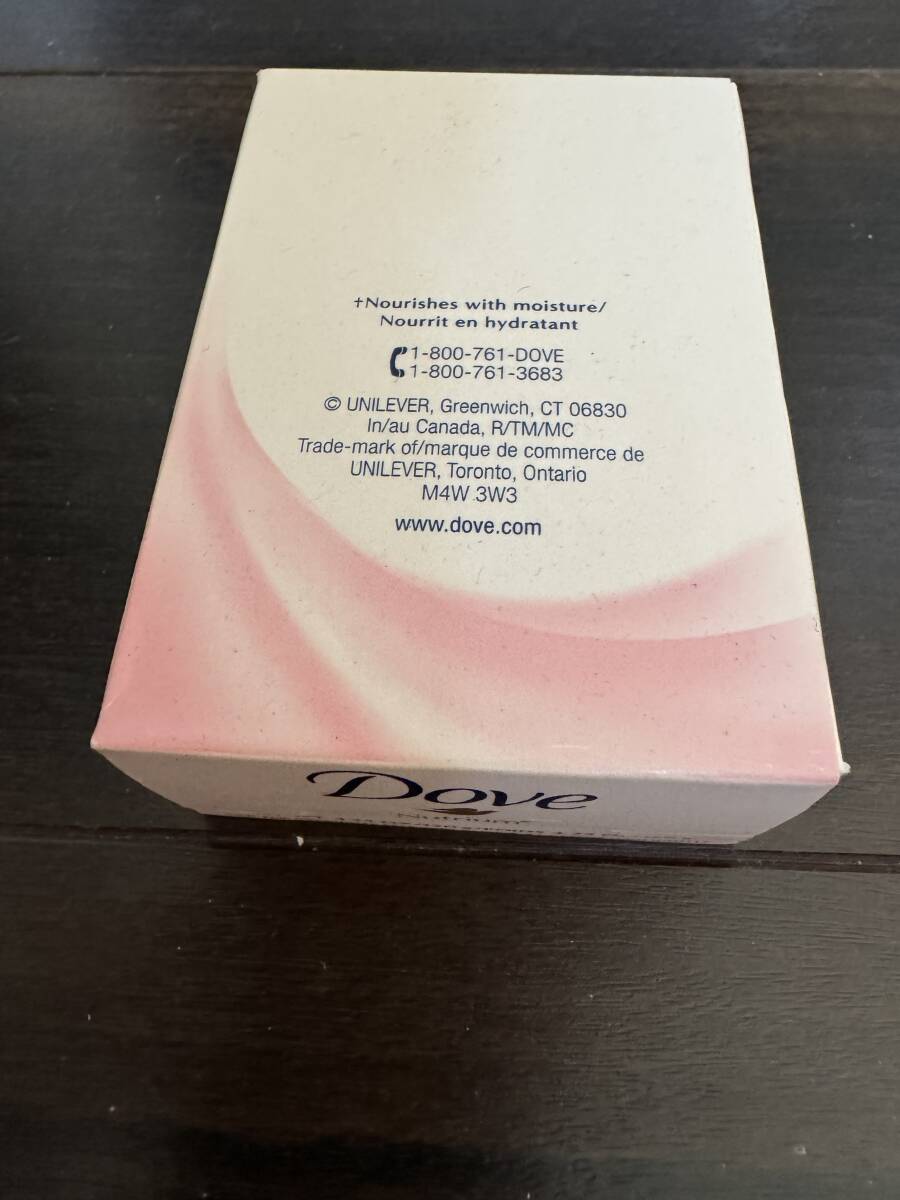 †Nourishes with moisture/
Nourrit en hydratant
1-800-761-DOVE
1-800-761-3683
© UNILEVER, Greenwich, CT 06830
In/au Canada, R/TM/MC
Trade-mark of/marque de commerce de
UNILEVER, Toronto, Ontario
M4W 3W3
www.dove.com
Dove
Nutrium